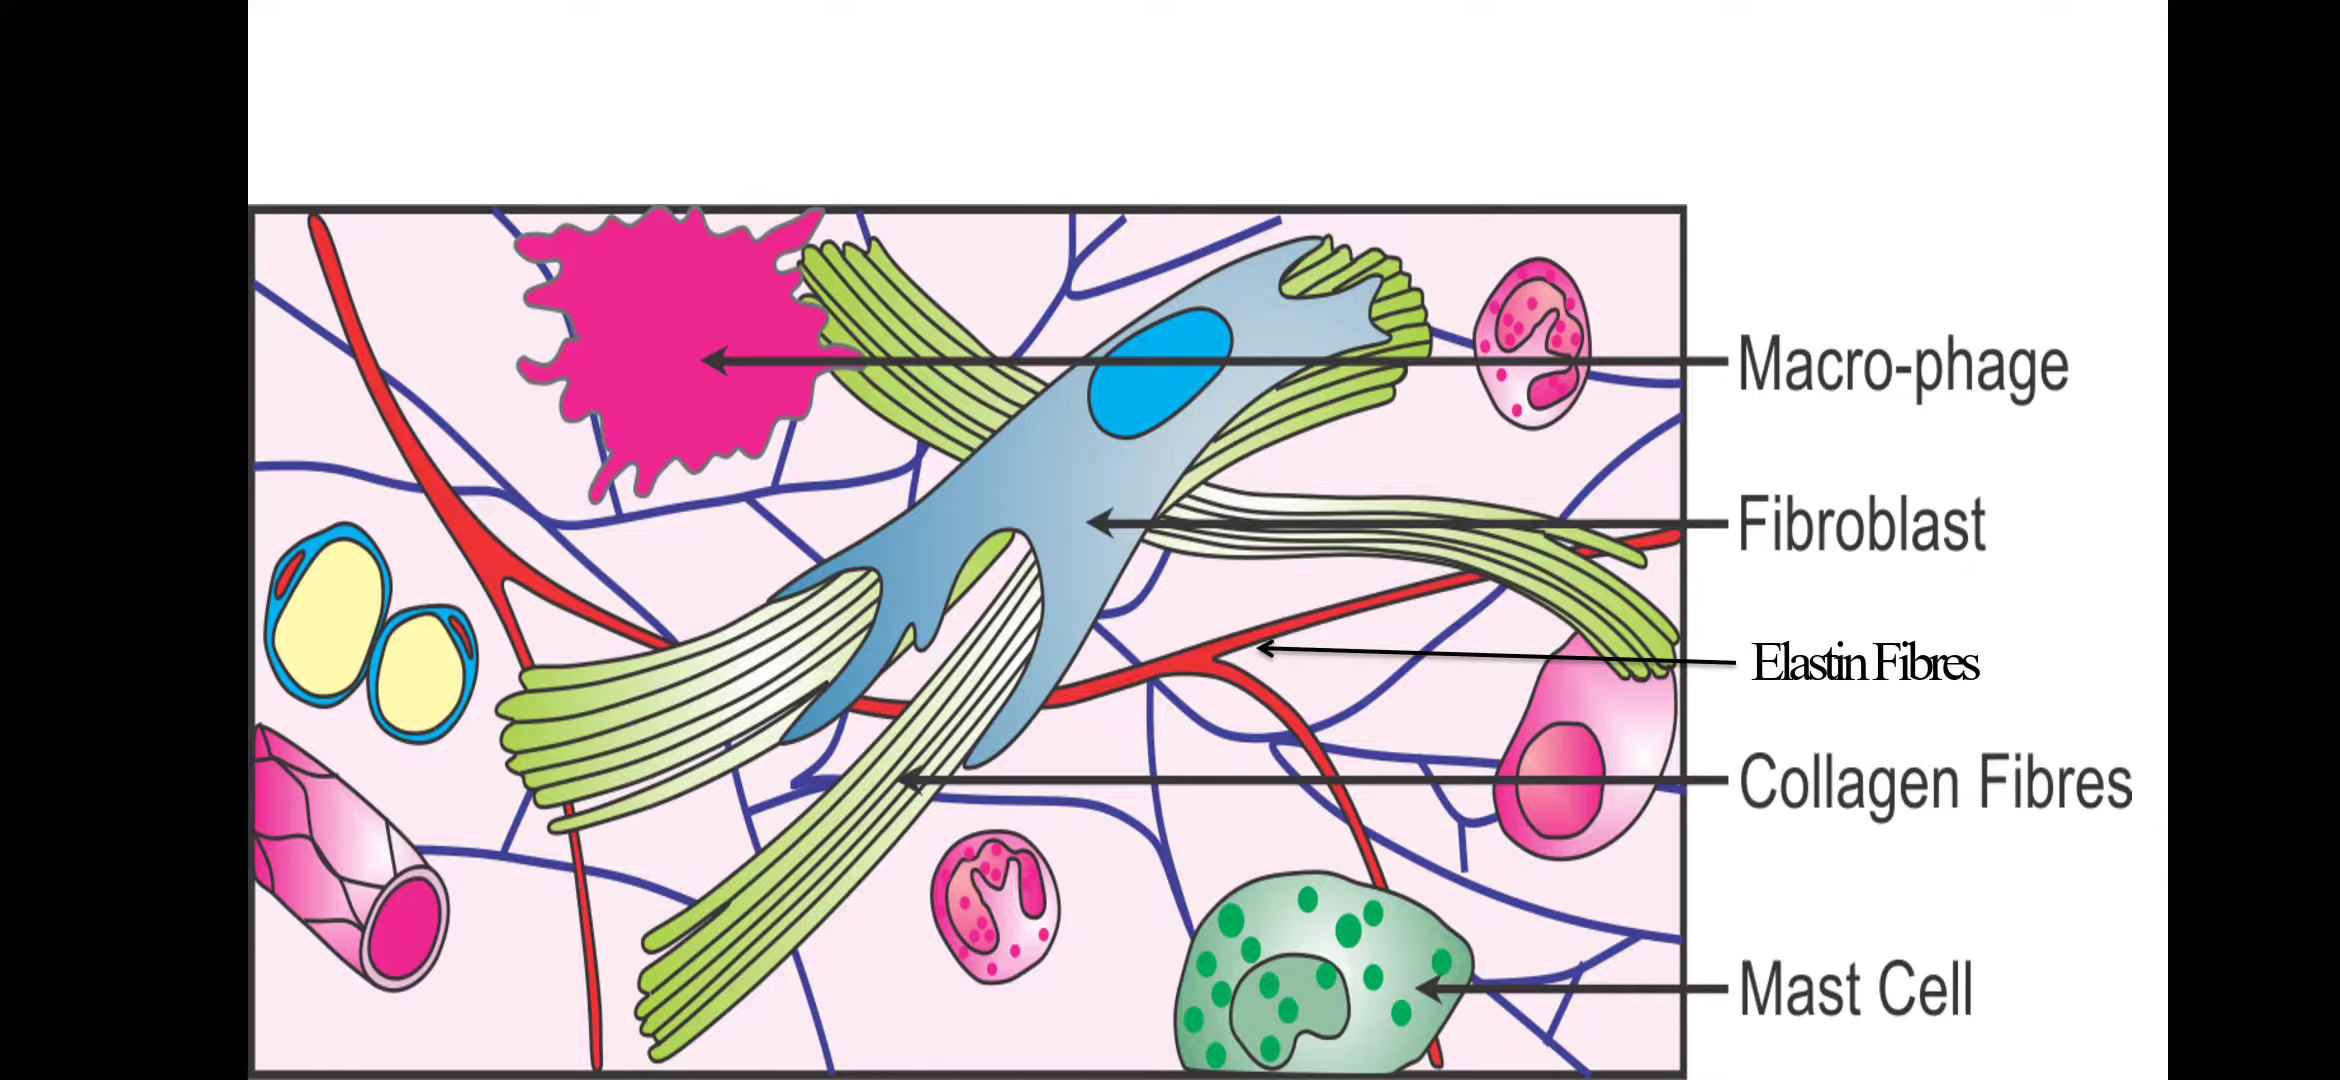 Macro-phage
Fibroblast
Elastin Fibres
Collagen Fibres
Mast Cell